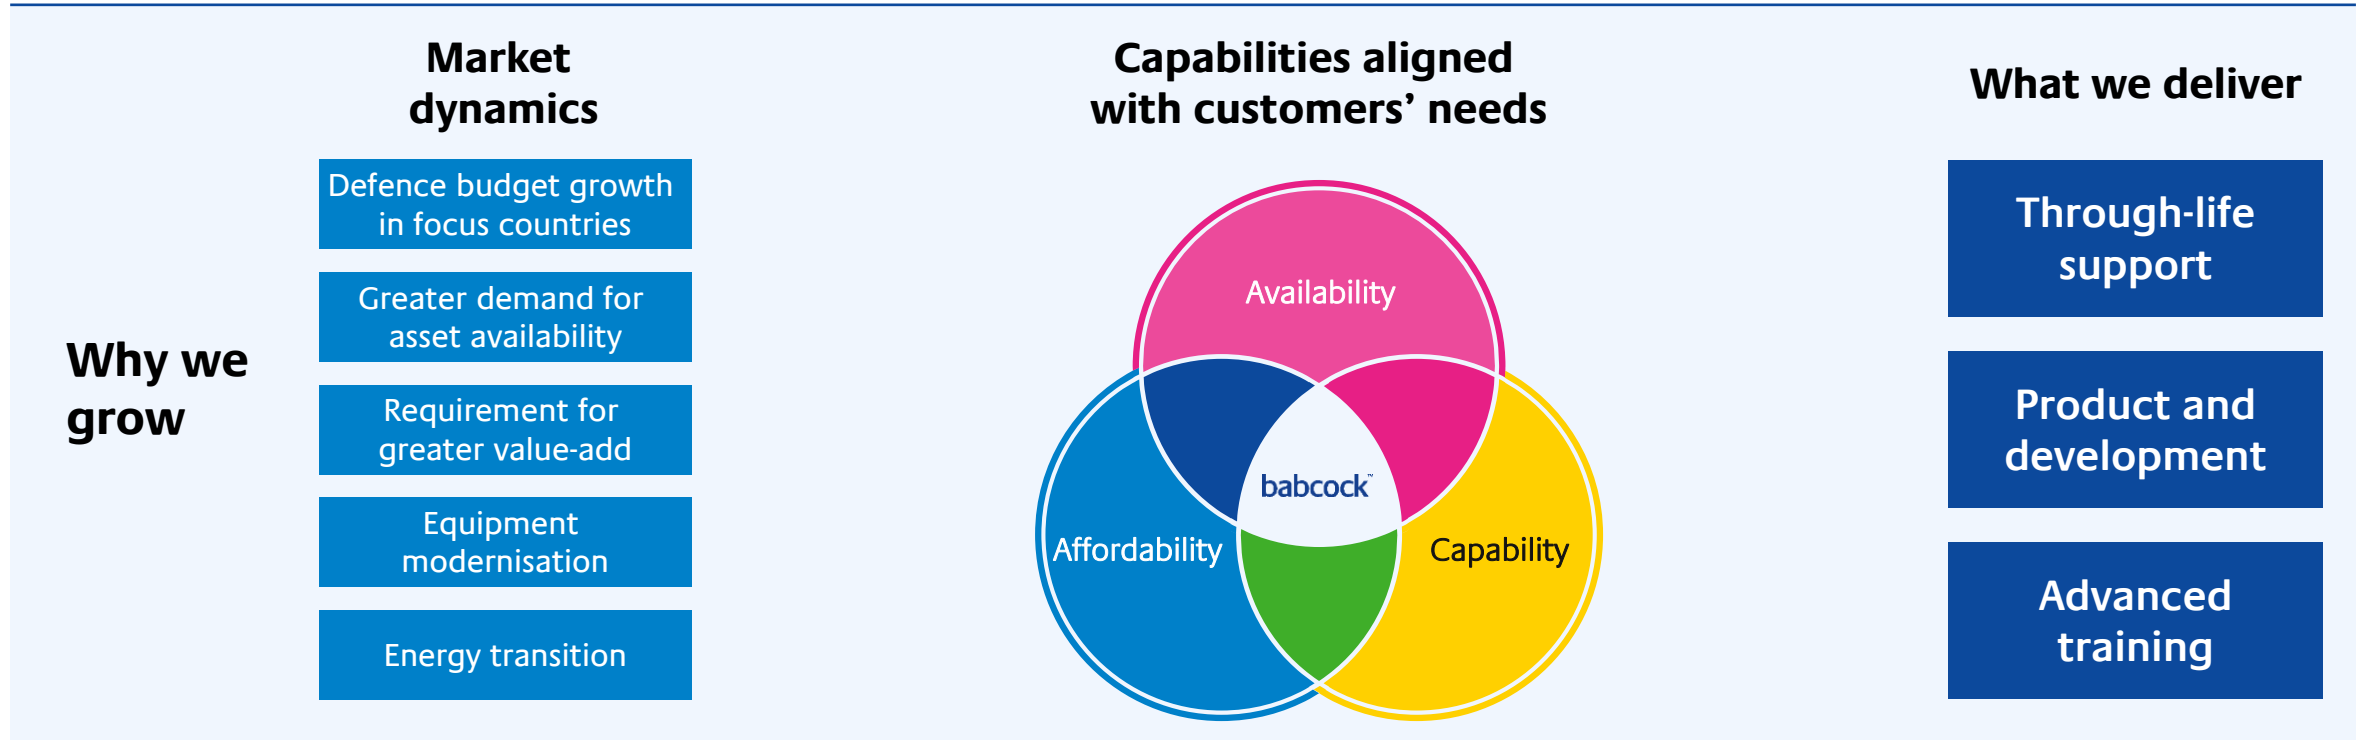 Why we
grow
Market
dynamics
Defence budget growth
in focus countries
Greater demand for
asset availability
Requirement for
greater value-add
Equipment
modernisation
Energy transition
Capabilities aligned
with customers’ needs
Availability
babcock™
Affordability
Capability
What we deliver
Through-life
support
Product and
development
Advanced
training